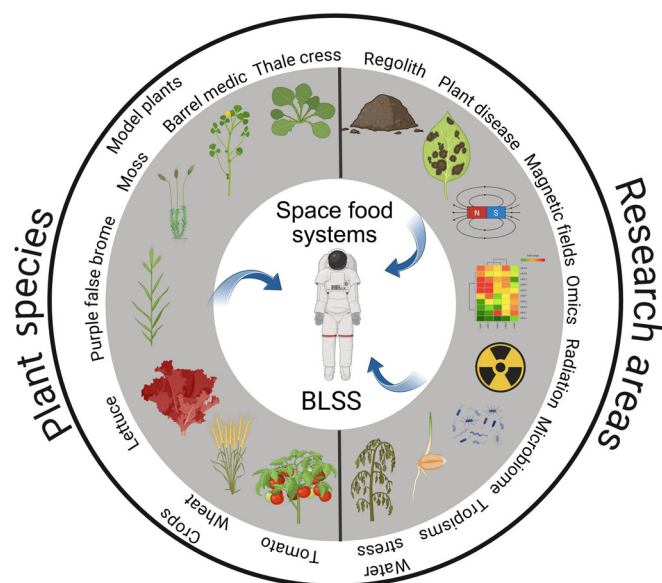 Plant species
Model plants
Thale cress
Barrel medic
Moss
Purple false brome
Lettuce
Crops
Wheat
Tomato
Research areas
Regolith
Plant disease
Magnetic fields
N S
Omics
Radiation
Microbiome
Tropisms
Water
stress
Space food
systems
BLSS